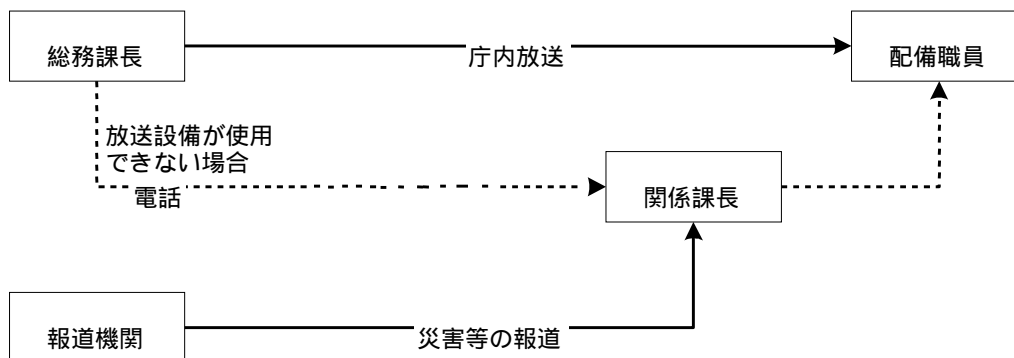 総務課長
庁内放送
配備職員
放送設備が使用
できない場合
電話
関係課長
報道機関
災害等の報道